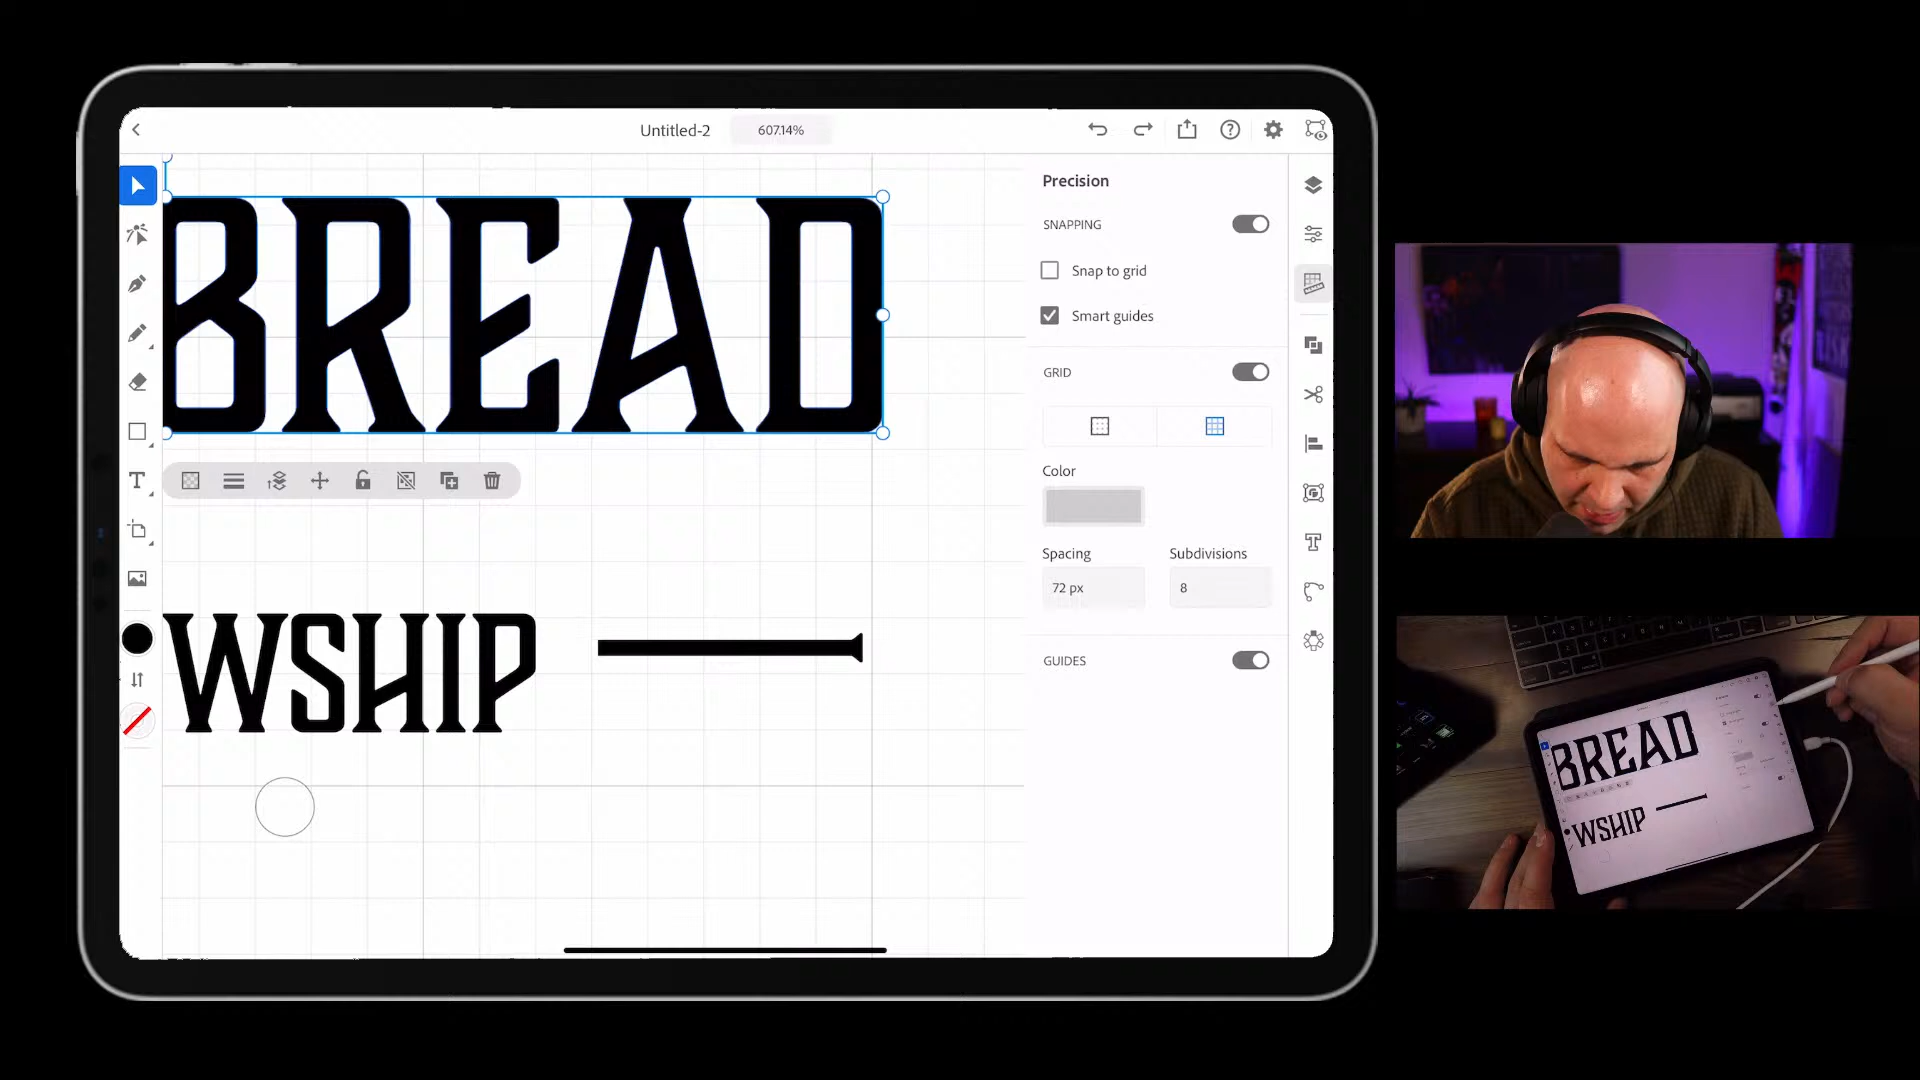 Untitled-2
607.14%
Precision
SNAPPING
Snap to grid
Smart guides
GRID
Color
Spacing
Subdivisions
72 px
8
GUIDES
BREAD
WSHIP
BREAD
WSHIP